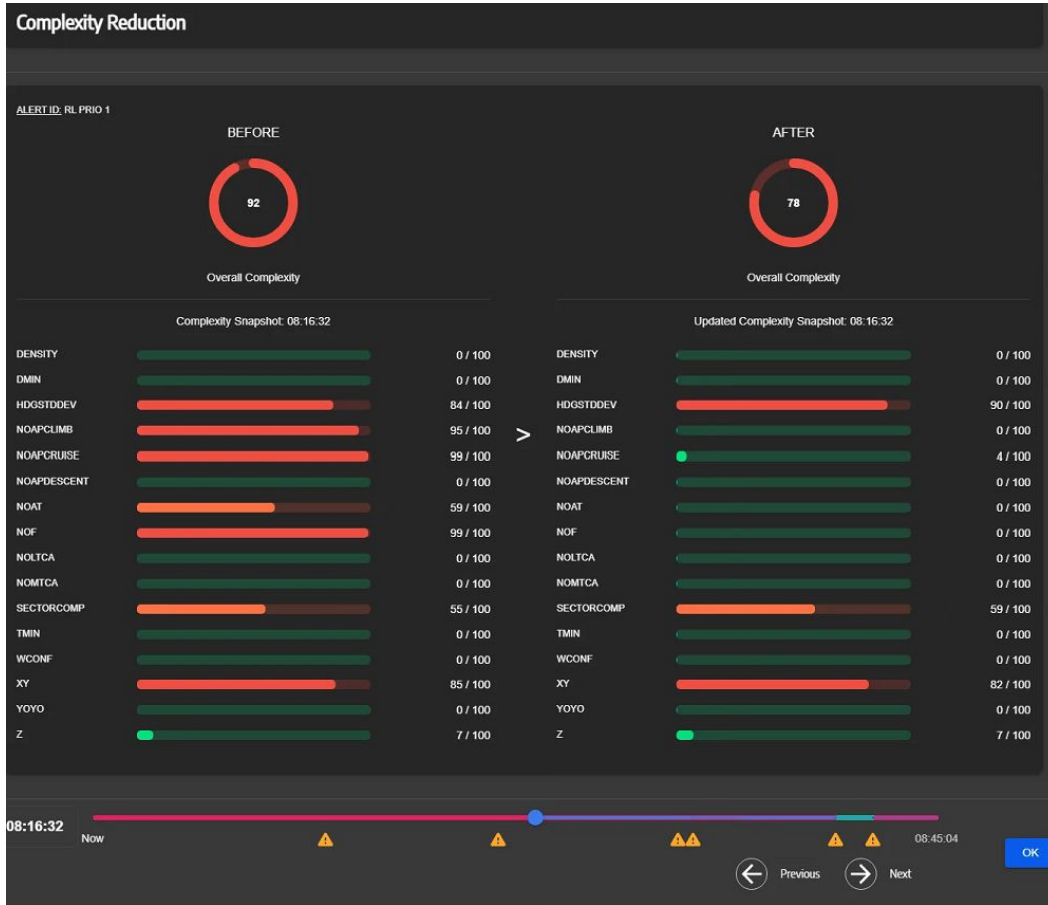 Complexity Reduction
ALERT ID: RL PRIO 1
BEFORE
92
Overall Complexity
Complexity Snapshot: 08:16:32
DENSITY 0 / 100
DMIN 0 / 100
HDGSTDDEV 84 / 100
NOAPCLIMB 95 / 100
NOAPCRUISE 99 / 100
NOAPDESCENT 0 / 100
NOAT 59 / 100
NOF 99 / 100
NOLTCA 0 / 100
NOMTCA 0 / 100
SECTORCOMP 55 / 100
TMIN 0 / 100
WCONF 0 / 100
XY 85 / 100
YOYO 0 / 100
Z 7 / 100
>
AFTER
78
Overall Complexity
Updated Complexity Snapshot: 08:16:32
DENSITY 0 / 100
DMIN 0 / 100
HDGSTDDEV 90 / 100
NOAPCLIMB 0 / 100
NOAPCRUISE 4 / 100
NOAPDESCENT 0 / 100
NOAT 0 / 100
NOF 0 / 100
NOLTCA 0 / 100
NOMTCA 0 / 100
SECTORCOMP 59 / 100
TMIN 0 / 100
WCONF 0 / 100
XY 82 / 100
YOYO 0 / 100
Z 7 / 100
08:16:32
Now
08:45:04
Previous
Next
OK